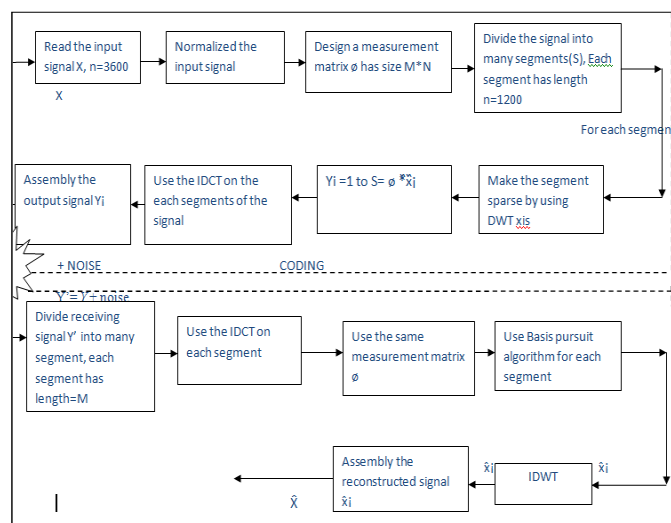 Read the input
signal X, n=3600
X
Normalized the
input signal
Design a measurement
matrix ø has size M*N
Divide the signal into
many segments(S), Each
segment has length
n=1200
For each segmen
Make the segment
sparse by using
DWT xis
Yi =1 to S= ø *x̂i
Use the IDCT on the
each segments of the
signal
Assembly the
output signal Yi
+ NOISE
CODING
Y'= Y+ noise
Divide receiving
signal Y' into many
segment, each
segment has
length=M
Use the IDCT on
each segment
Use the same
measurement matrix
ø
Use Basis pursuit
algorithm for each
segment
x̂i
IDWT
x̂i
Assembly the
reconstructed signal
x̂i
X̂